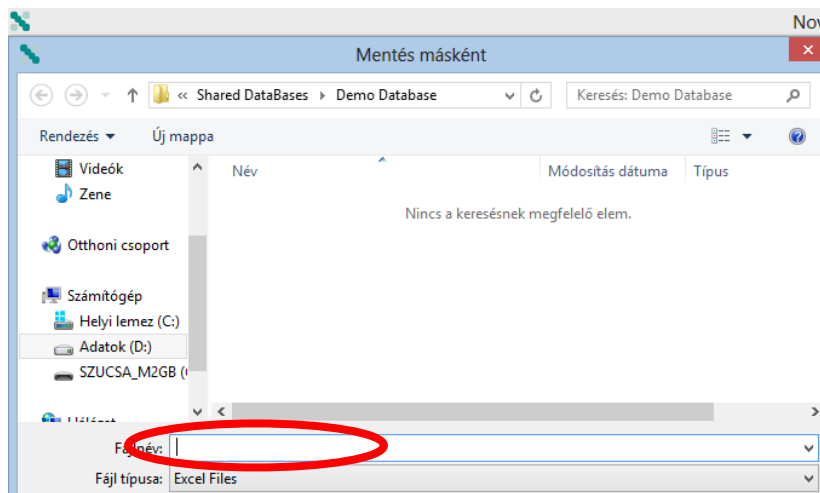 Nov
Mentés másként
« Shared DataBases Demo Database
Keresés: Demo Database
Rendezés Új mappa
Videók
Név Módosítás dátuma Típus
Zene
Nincs a keresésnek megfelelő elem.
Otthoni csoport
Számítógép
Helyi lemez (C:)
Adatok (D:)
SZUCSA_M2GB (
Fájlnév:
Fájl típusa: Excel Files